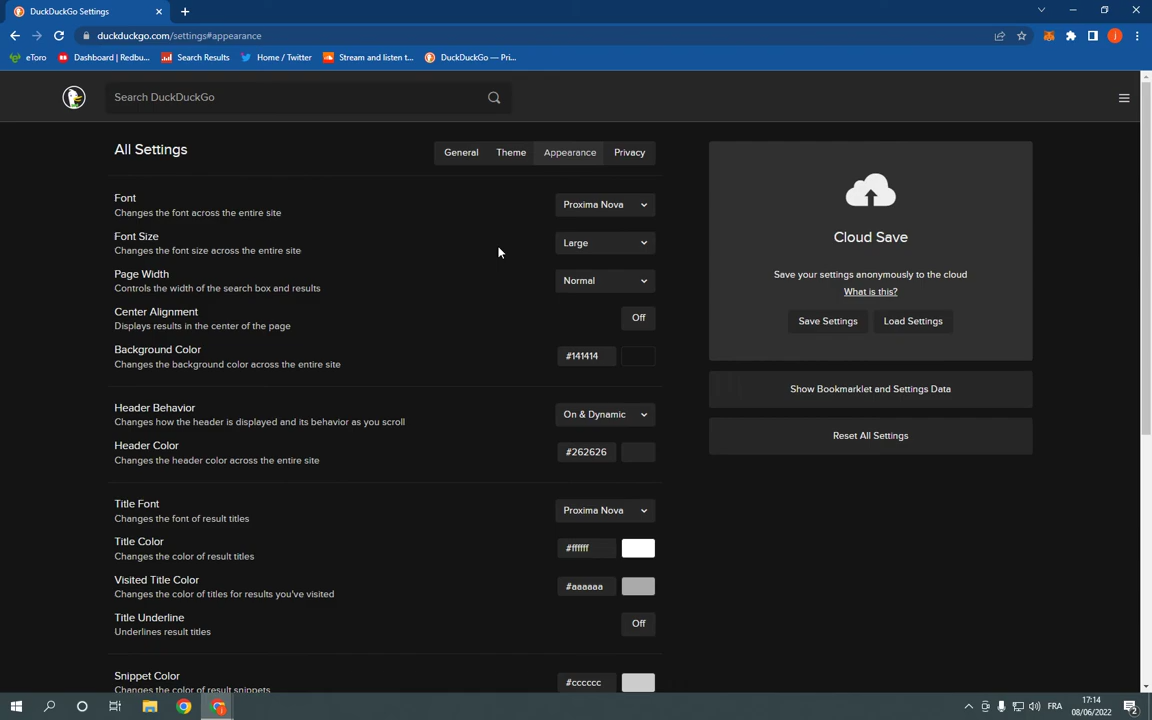 DuckDuckGo Settings
duckduckgo.com/settings#appearance
eToro
Dashboard | Redbu...
Search Results
Home / Twitter
Stream and listen t...
DuckDuckGo — Pri...
Search DuckDuckGo
All Settings
General
Theme
Appearance
Privacy
Font
Changes the font across the entire site
Proxima Nova
Font Size
Changes the font size across the entire site
Large
Page Width
Controls the width of the search box and results
Normal
Center Alignment
Displays results in the center of the page
Off
Background Color
Changes the background color across the entire site
#141414
Header Behavior
Changes how the header is displayed and its behavior as you scroll
On & Dynamic
Header Color
Changes the header color across the entire site
#262626
Title Font
Changes the font of result titles
Proxima Nova
Title Color
Changes the color of result titles
#ffffff
Visited Title Color
Changes the color of titles for results you've visited
#aaaaaa
Title Underline
Underlines result titles
Off
Snippet Color
Changes the color of result snippets
#cccccc
Cloud Save
Save your settings anonymously to the cloud
What is this?
Save Settings
Load Settings
Show Bookmarklet and Settings Data
Reset All Settings
FRA
17:14
08/06/2022
2